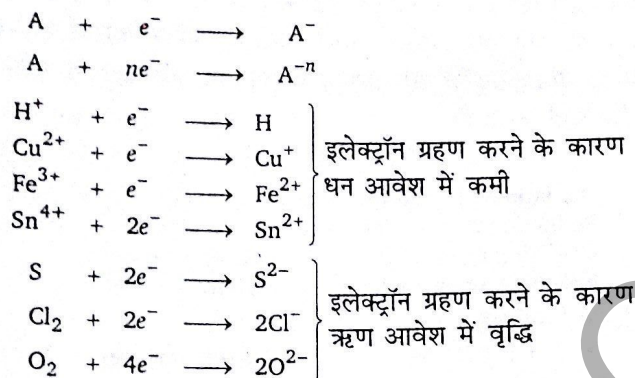 A + e⁻ ⟶ A⁻
A + ne⁻ ⟶ A⁻ⁿ
H⁺ + e⁻ ⟶ H
Cu²⁺ + e⁻ ⟶ Cu⁺
Fe³⁺ + e⁻ ⟶ Fe²⁺
Sn⁴⁺ + 2e⁻ ⟶ Sn²⁺
इलेक्ट्रॉन ग्रहण करने के कारण
धन आवेश में कमी
S + 2e⁻ ⟶ S²⁻
Cl₂ + 2e⁻ ⟶ 2Cl⁻
O₂ + 4e⁻ ⟶ 2O²⁻
इलेक्ट्रॉन ग्रहण करने के कारण
ऋण आवेश में वृद्धि